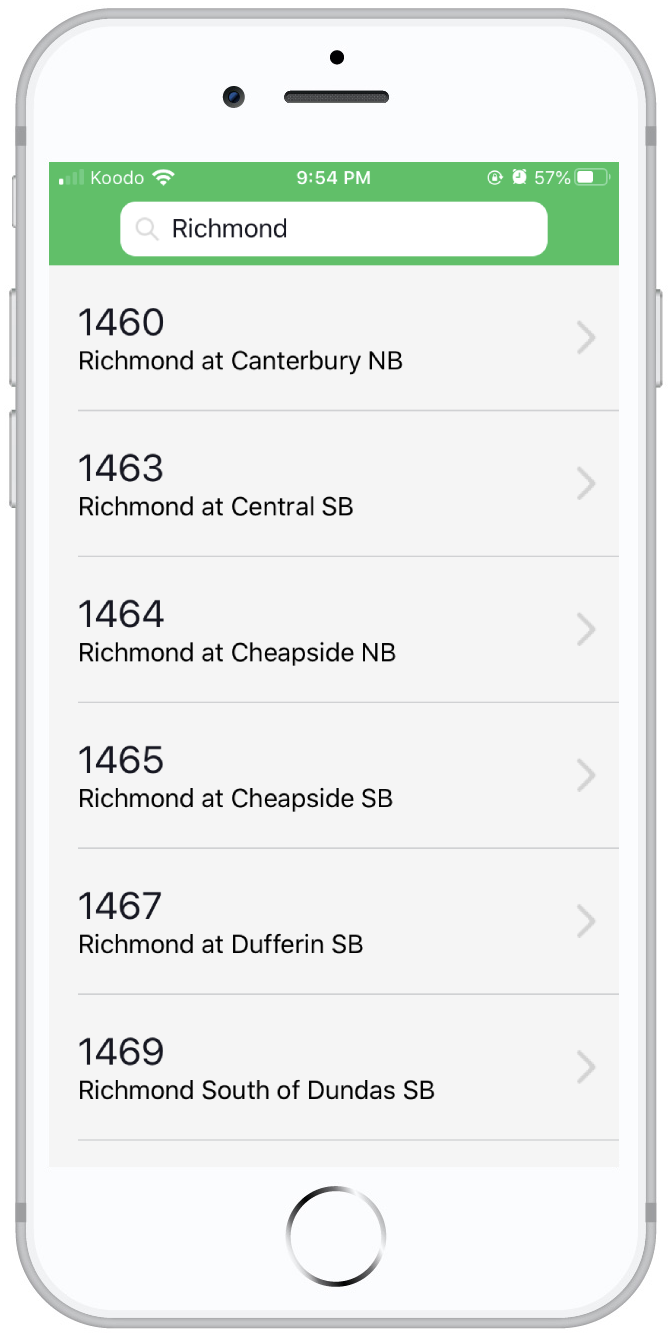 Koodo 9:54 PM 57%
Richmond
1460
Richmond at Canterbury NB
1463
Richmond at Central SB
1464
Richmond at Cheapside NB
1465
Richmond at Cheapside SB
1467
Richmond at Dufferin SB
1469
Richmond South of Dundas SB